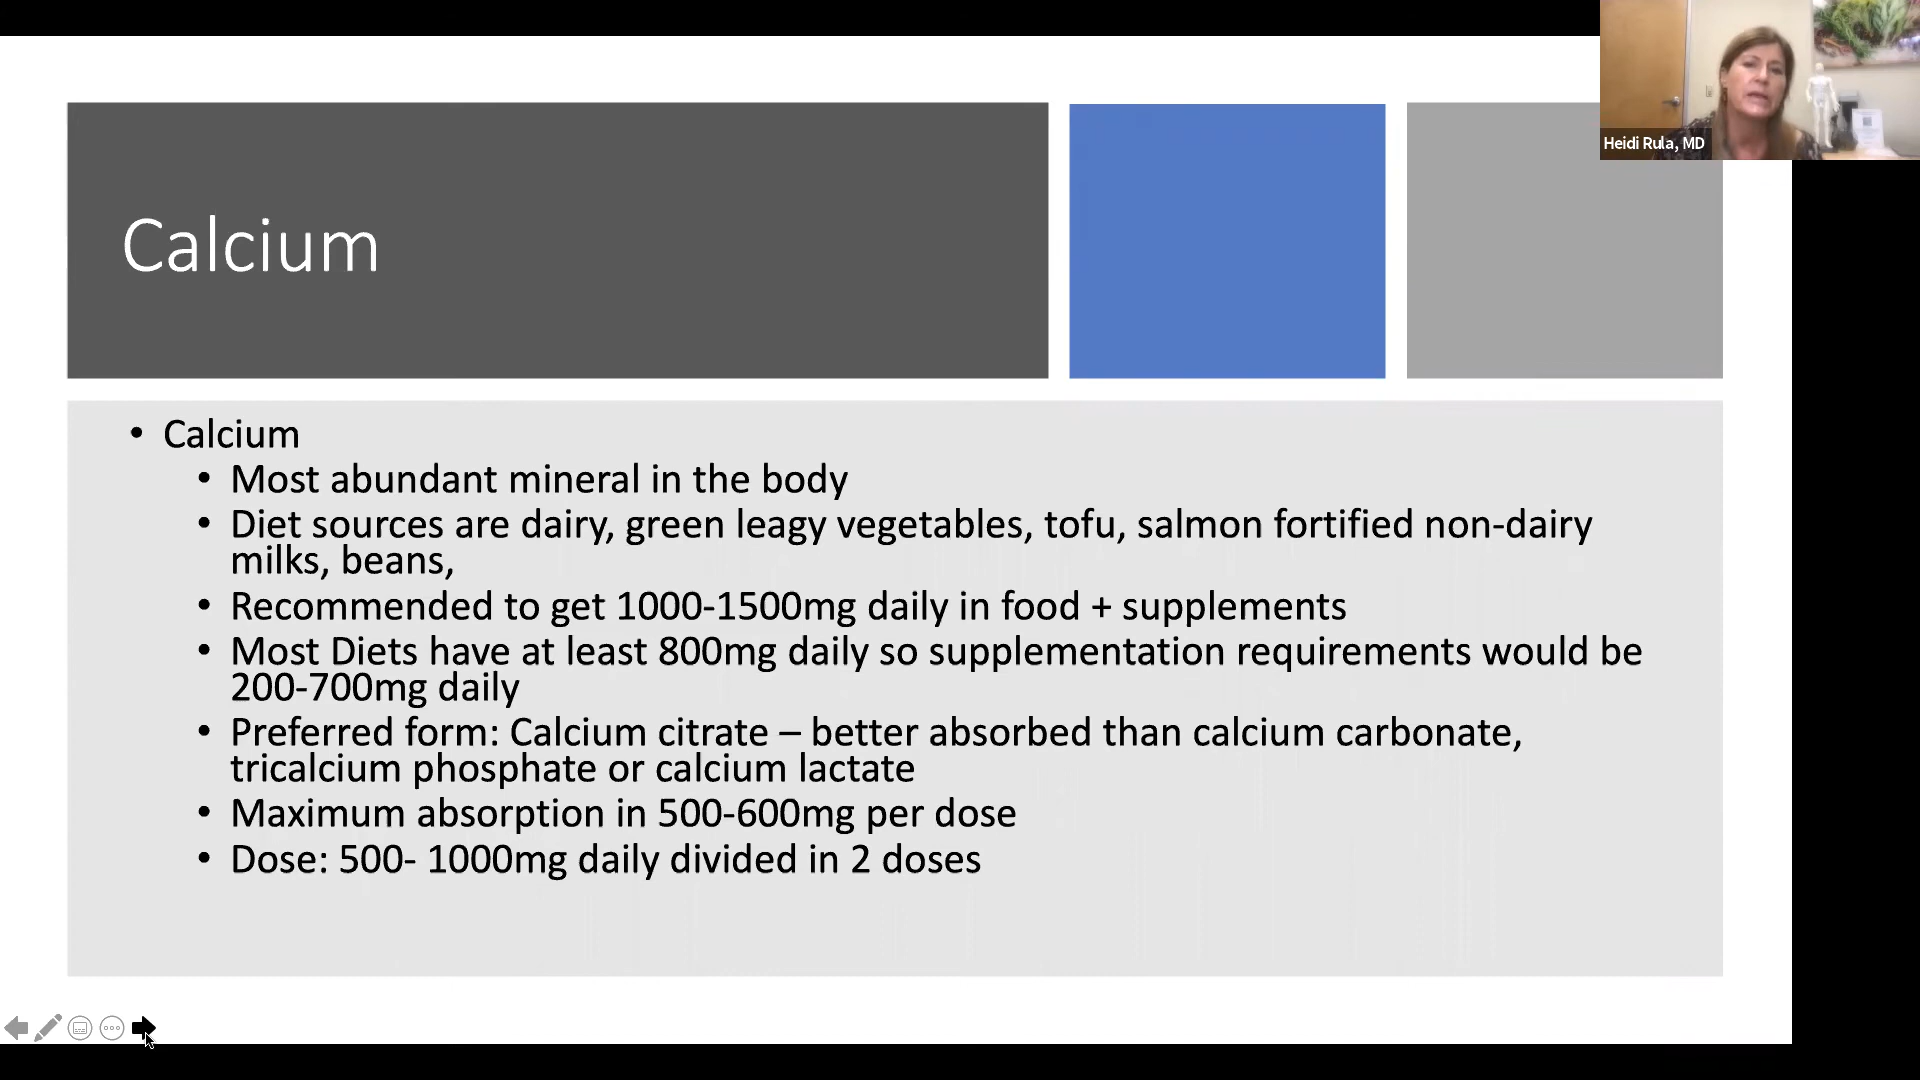 Heidi Rula, MD
Calcium
• Calcium
• Most abundant mineral in the body
• Diet sources are dairy, green leagy vegetables, tofu, salmon fortified non-dairy
milks, beans,
• Recommended to get 1000-1500mg daily in food + supplements
• Most Diets have at least 800mg daily so supplementation requirements would be
200-700mg daily
• Preferred form: Calcium citrate – better absorbed than calcium carbonate,
tricalcium phosphate or calcium lactate
• Maximum absorption in 500-600mg per dose
• Dose: 500- 1000mg daily divided in 2 doses